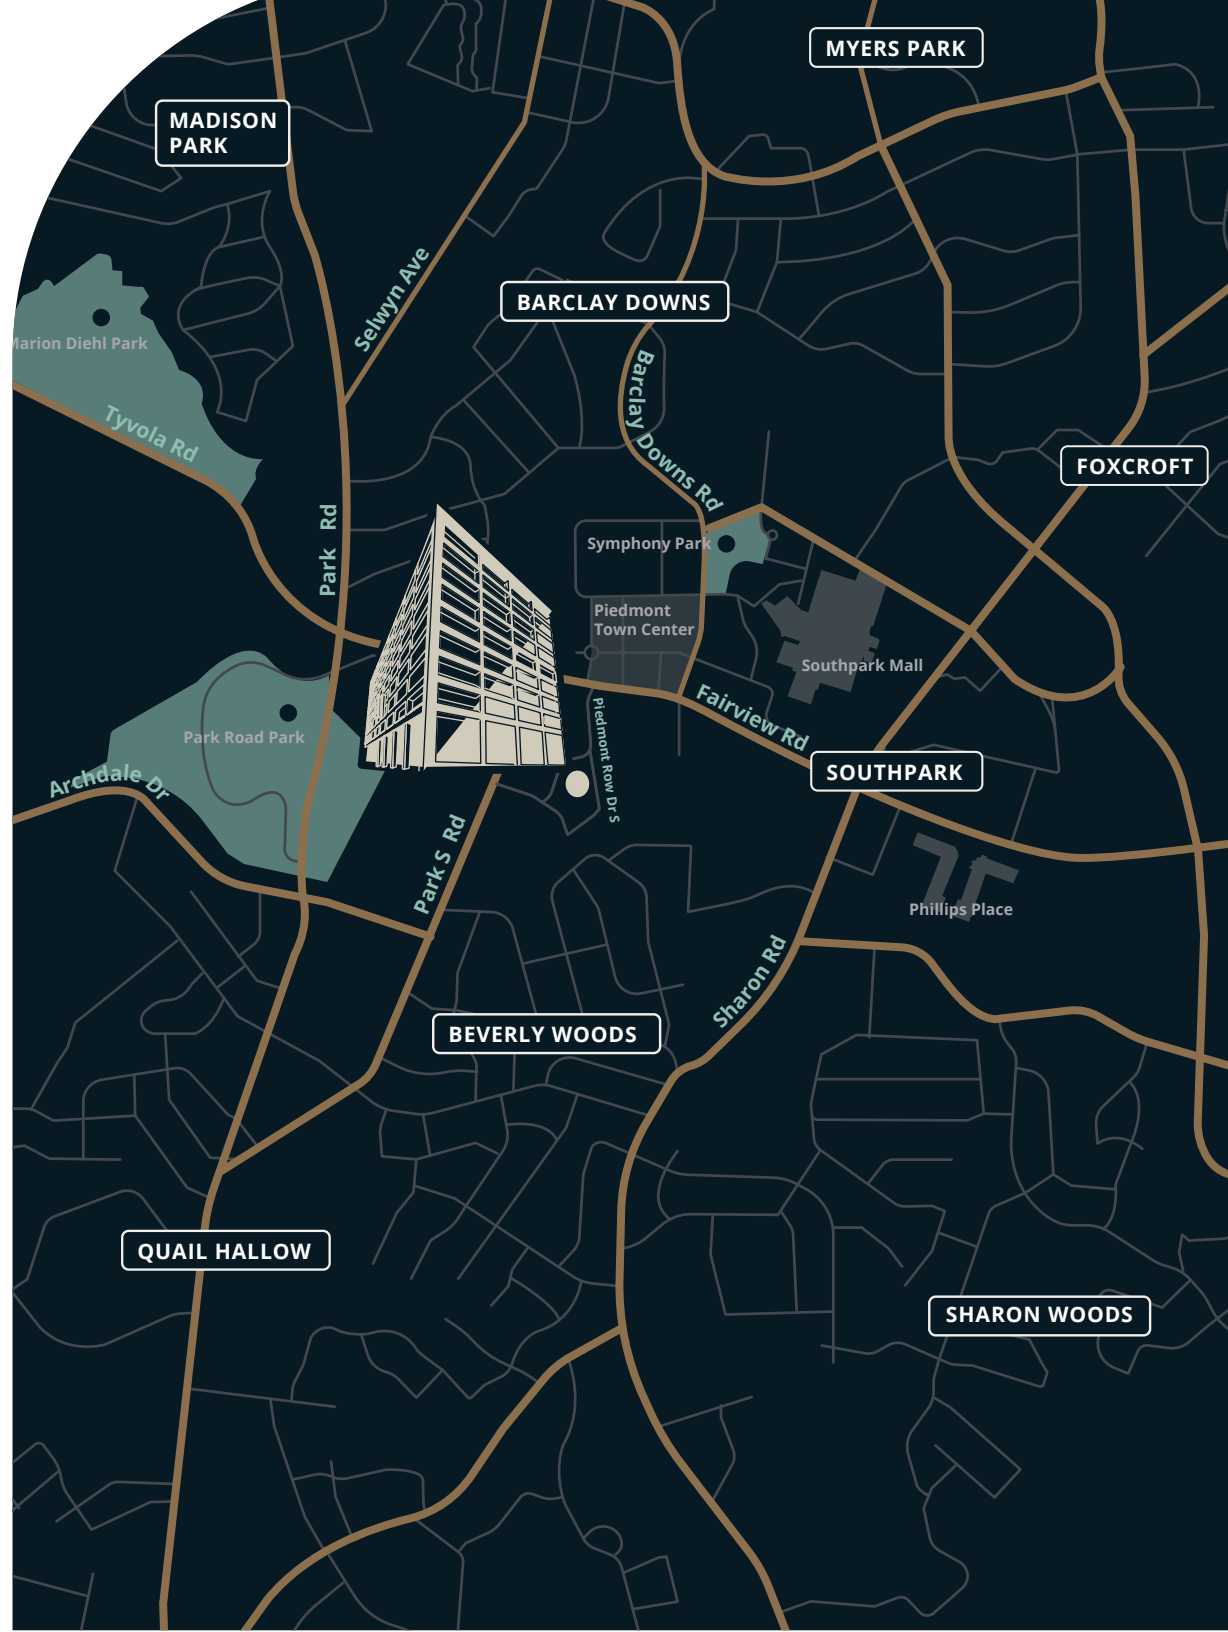 MYERS PARK
MADISON
PARK
Selwyn Ave
BARCLAY DOWNS
Marion Diehl Park
Barclay Downs Rd
Tyvola Rd
FOXCROFT
Park Rd
Symphony Park
Piedmont
Town Center
Southpark Mall
Fairview Rd
Piedmont Row Dr S
Park Road Park
SOUTHPARK
Archdale Dr
Park S Rd
Phillips Place
Sharon Rd
BEVERLY WOODS
QUAIL HALLOW
SHARON WOODS